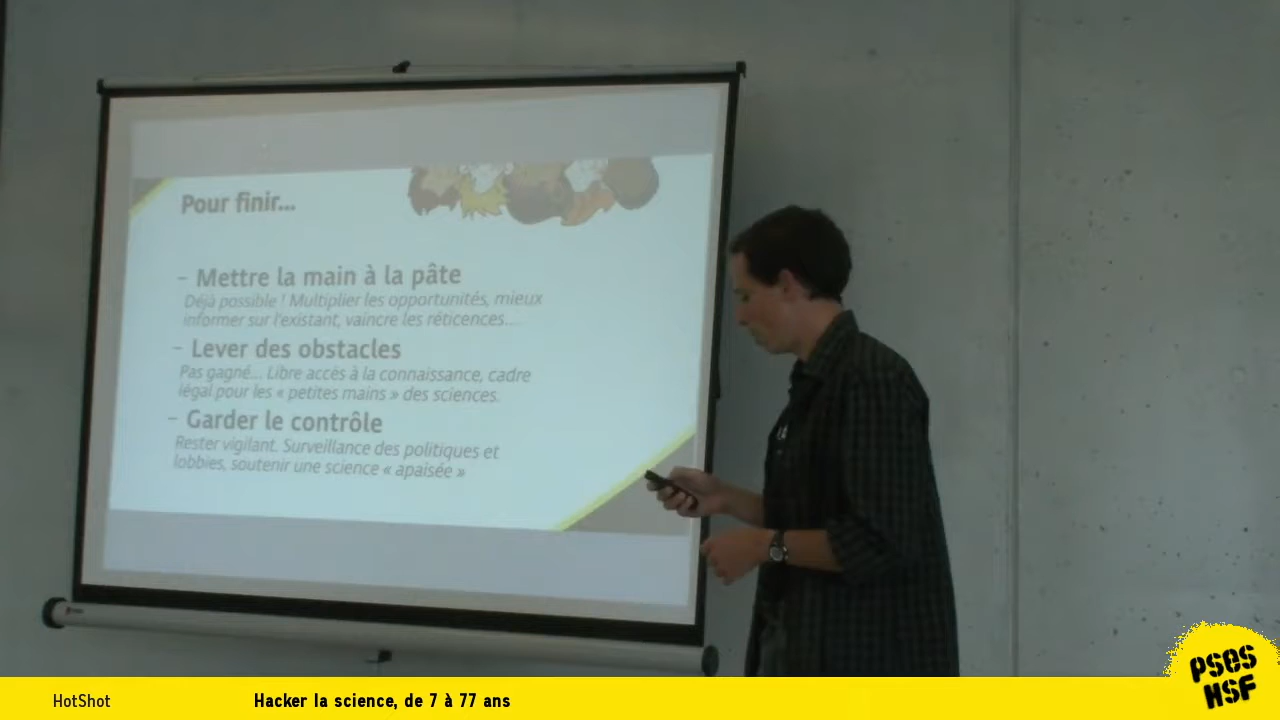 Pour finir...
– Mettre la main à la pâte
Déjà possible ! Multiplier les opportunités, mieux
informer sur l'existant, vaincre les réticences...
– Lever des obstacles
Pas gagné... Libre accès à la connaissance, cadre
légal pour les « petites mains » des sciences.
– Garder le contrôle
Rester vigilant. Surveillance des politiques et
lobbies, soutenir une science « apaisée »
PSES
HSF
HotShot
Hacker la science, de 7 à 77 ans